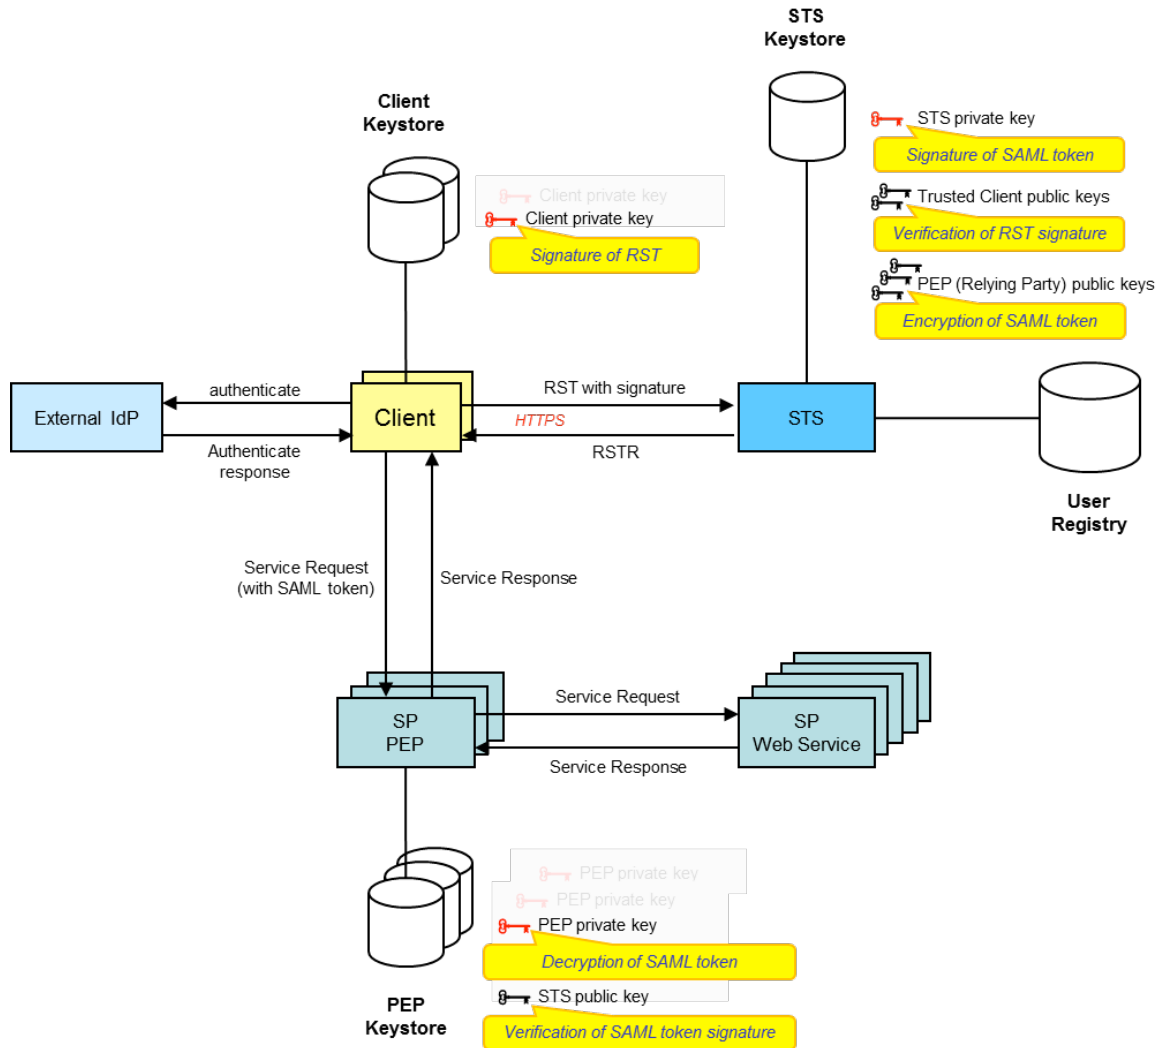 STS
Keystore
Client
Keystore
STS private key
Signature of SAML token
Client private key
Client private key
Signature of RST
Trusted Client public keys
Verification of RST signature
PEP (Relying Party) public keys
Encryption of SAML token
authenticate
RST with signature
External IdP
Client
HTTPS
STS
Authenticate
response
RSTR
User
Registry
Service Request
(with SAML token)
Service Response
SP
PEP
Service Request
SP
Web Service
Service Response
PEP private key
PEP private key
PEP private key
Decryption of SAML token
STS public key
Verification of SAML token signature
PEP
Keystore